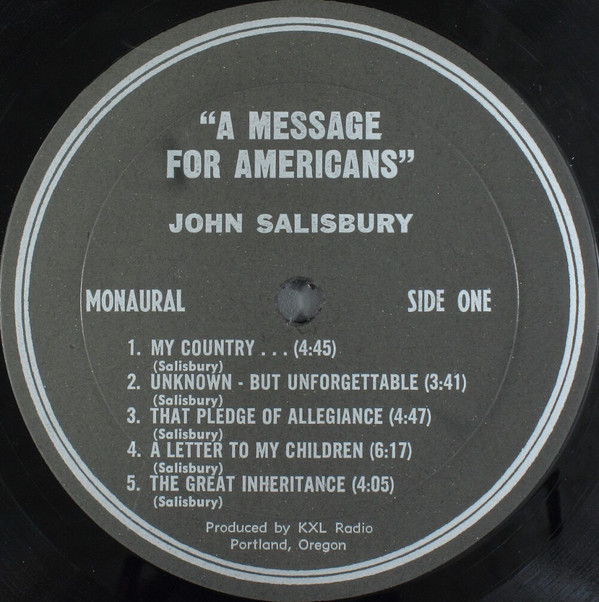 “A MESSAGE
FOR AMERICANS”
JOHN SALISBURY
MONAURAL SIDE ONE
1. MY COUNTRY . . . (4:45)
(Salisbury)
2. UNKNOWN - BUT UNFORGETTABLE (3:41)
(Salisbury)
3. THAT PLEDGE OF ALLEGIANCE (4:47)
(Salisbury)
4. A LETTER TO MY CHILDREN (6:17)
(Salisbury)
5. THE GREAT INHERITANCE (4:05)
(Salisbury)
Produced by KXL Radio
Portland, Oregon